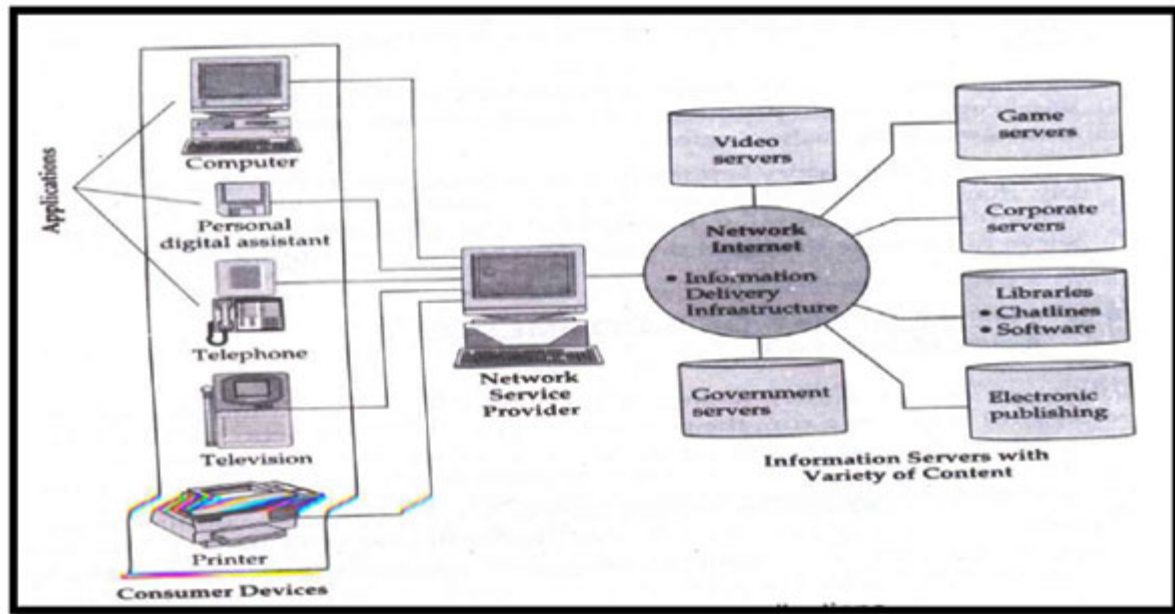 Applications
Computer
Personal
digital assistant
Telephone
Television
Printer
Consumer Devices
Network
Service
Provider
Video
servers
Network
Internet
• Information
Delivery
Infrastructure
Government
servers
Game
servers
Corporate
servers
Libraries
• Chatlines
• Software
Electronic
publishing
Information Servers with
Variety of Content